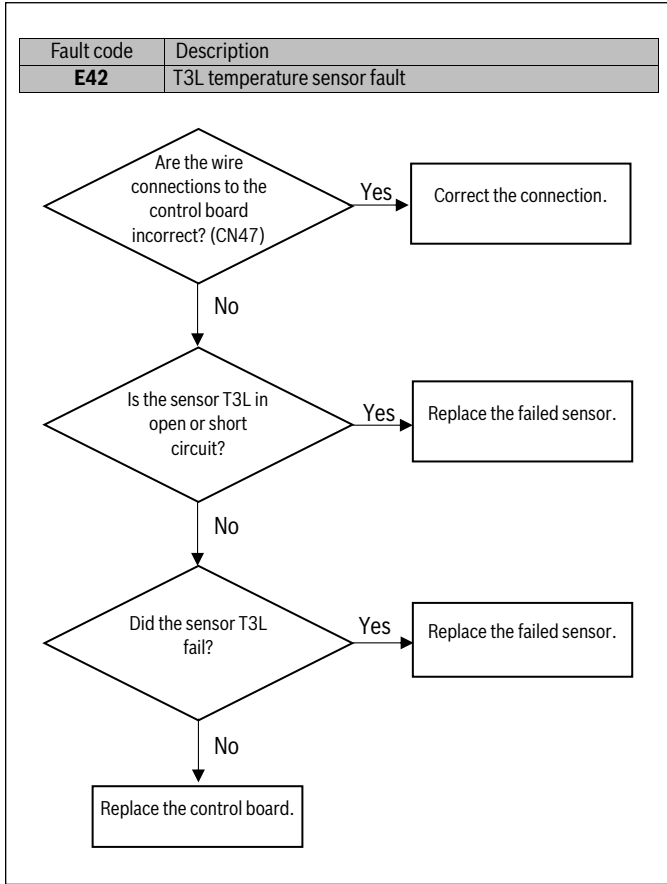 Fault code Description
E42 T3L temperature sensor fault
Are the wire
connections to the
control board
incorrect? (CN47)
Yes
Correct the connection.
No
Is the sensor T3L in
open or short
circuit?
Yes
Replace the failed sensor.
No
Did the sensor T3L
fail?
Yes
Replace the failed sensor.
No
Replace the control board.